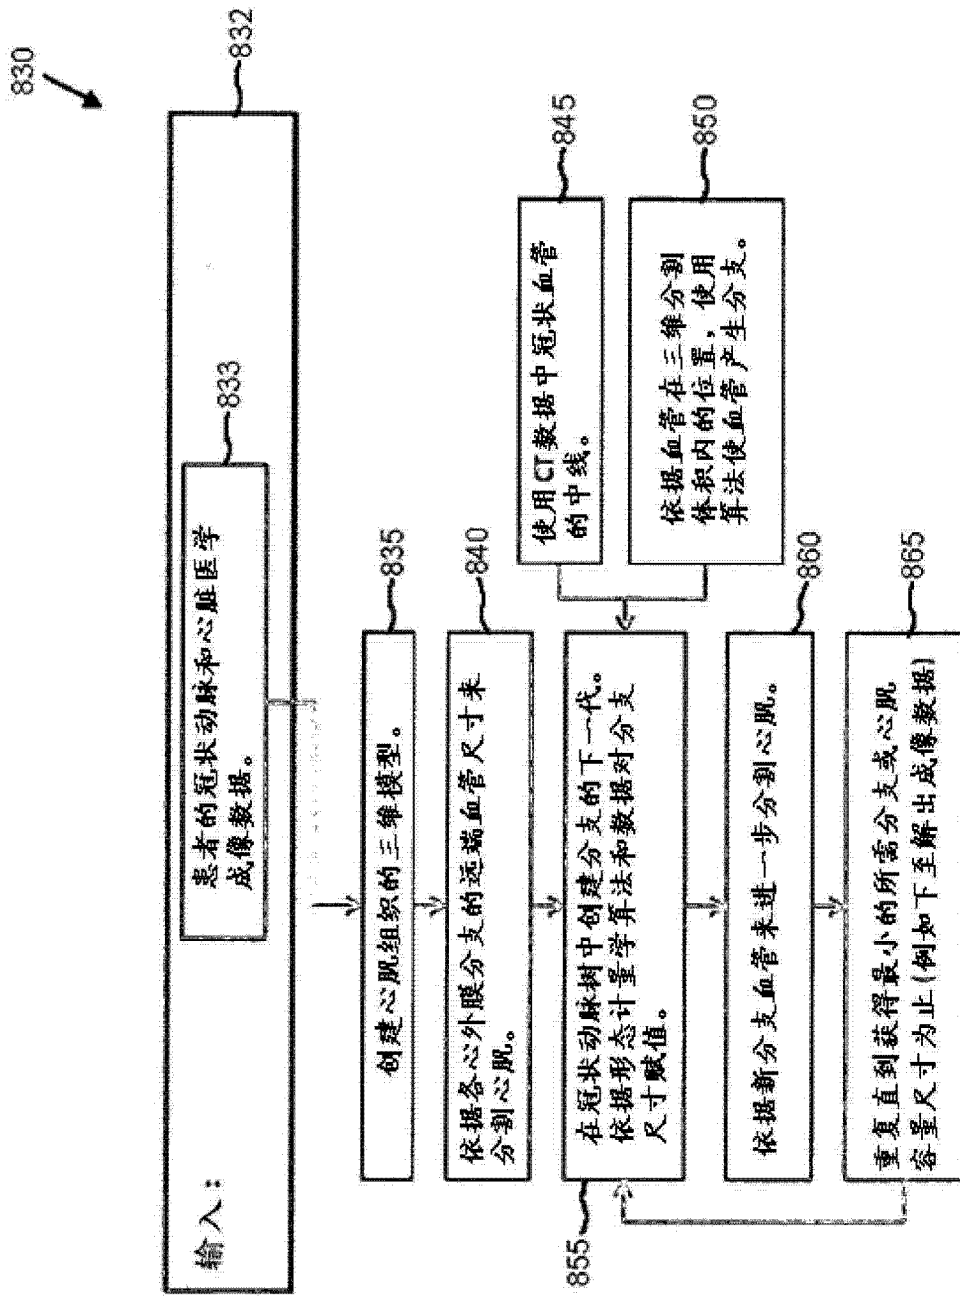 830
832
输入：
833
患者的冠状动脉和心脏医学
成像数据。
835
创建心肌组织的三维模型。
840
依据各心外膜分支的远端血管尺寸来
分割心肌。
845
使用CT数据中冠状血管
的中线。
850
依据血管在三维分割
体积内的位置，使用
算法使血管产生分支。
855
在冠状动脉树中创建分支的下一代。
依据形态计量学算法和数据对分支
尺寸赋值。
860
依据新分支血管来进一步分割心肌。
865
重复直到获得最小的所需分支或心肌
容量尺寸为止(例如下至解出成像数据)